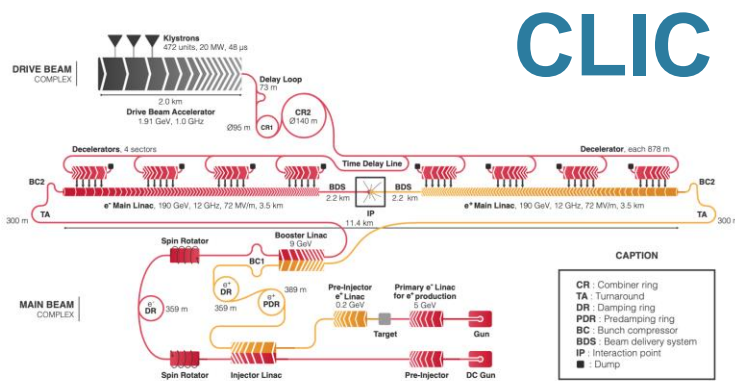 CLIC
Klystrons
472 units, 20 MW, 48 μs
DRIVE BEAM
COMPLEX
2.0 km
Drive Beam Accelerator
1.91 GeV, 1.0 GHz
Delay Loop
73 m
CR2
Ø140 m
Ø95 m
CR1
Decelerators, 4 sectors
Time Delay Line
Decelerator, each 878 m
BC2
BDS
2.2 km
BDS
2.2 km
BC2
e⁻ Main Linac, 190 GeV, 12 GHz, 72 MV/m, 3.5 km
IP
e⁺ Main Linac, 190 GeV, 12 GHz, 72 MV/m, 3.5 km
TA
300 m
11.4 km
TA
300 m
Booster Linac
9 GeV
Spin Rotator
BC1
MAIN BEAM
COMPLEX
e⁻
DR
359 m
e⁺
DR
359 m
389 m
e⁺
PDR
Pre-Injector
e⁺ Linac
0.2 GeV
Primary e⁻ Linac
for e⁺ production
5 GeV
Target
Gun
Spin Rotator
Injector Linac
Pre-Injector
DC Gun
CAPTION
CR : Combiner ring
TA : Turnaround
DR : Damping ring
PDR : Predamping ring
BC : Bunch compressor
BDS : Beam delivery system
IP : Interaction point
: Dump